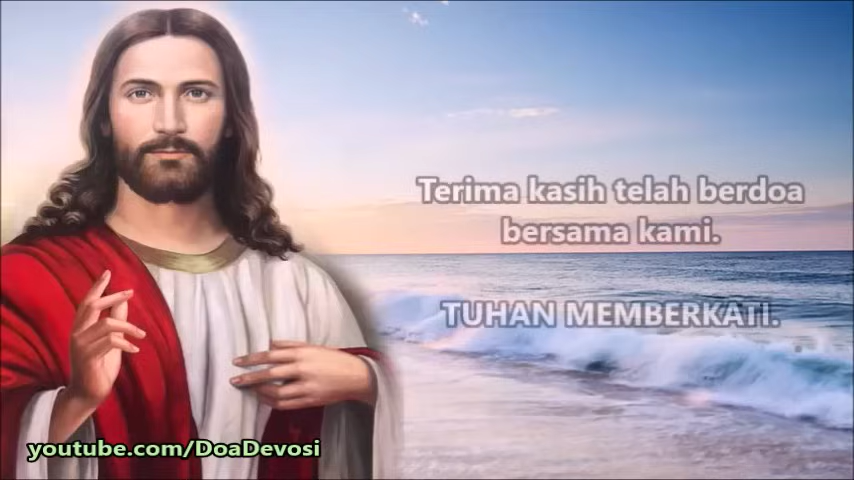 Terima kasih telah berdoa
bersama kami.
TUHAN MEMBERKATI.
youtube.com/DoaDevosi